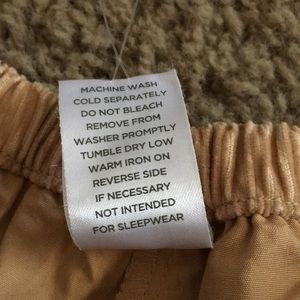 MACHINE WASH
COLD SEPARATELY
DO NOT BLEACH
REMOVE FROM
WASHER PROMPTLY
TUMBLE DRY LOW
WARM IRON ON
REVERSE SIDE
IF NECESSARY
NOT INTENDED
FOR SLEEPWEAR